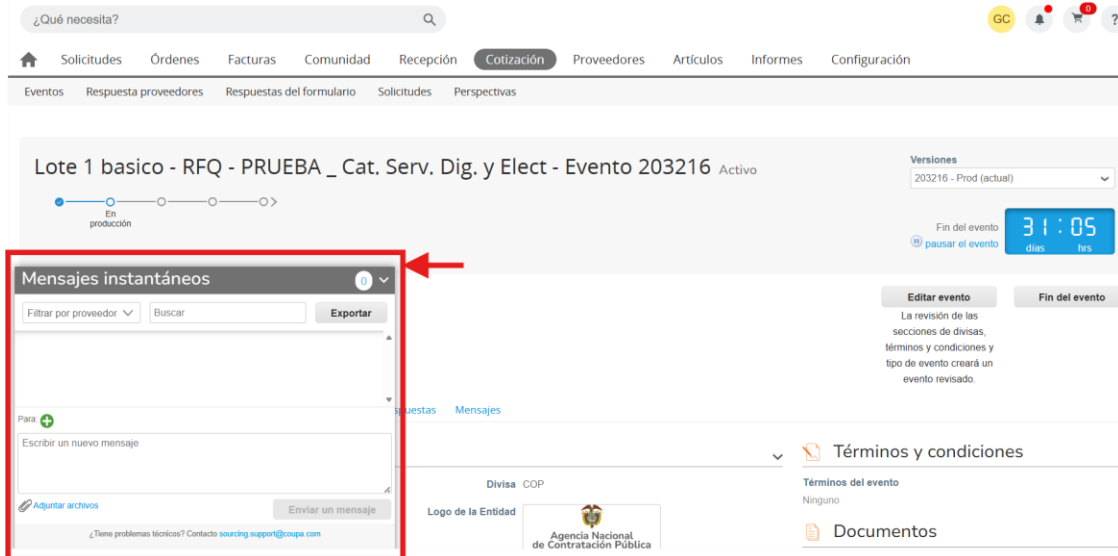 ¿Qué necesita?
GC
0
?
Solicitudes Órdenes Facturas Comunidad Recepción Cotización Proveedores Artículos Informes Configuración
Eventos Respuesta proveedores Respuestas del formulario Solicitudes Perspectivas
Lote 1 basico - RFQ - PRUEBA _ Cat. Serv. Dig. y Elect - Evento 203216 Activo
En
producción
Versiones
203216 - Prod (actual)
Fin del evento
pausar el evento
31:05
días hrs
Mensajes instantáneos 0
Filtrar por proveedor Buscar Exportar
Para:
Escribir un nuevo mensaje
Adjuntar archivos Enviar un mensaje
¿Tiene problemas técnicos? Contacto sourcing.support@coupa.com
Editar evento Fin del evento
La revisión de las
secciones de divisas,
términos y condiciones y
tipo de evento creará un
evento revisado.
spuestas Mensajes
Divisa COP
Logo de la Entidad
Agencia Nacional
de Contratación Pública
Términos y condiciones
Términos del evento
Ninguno
Documentos